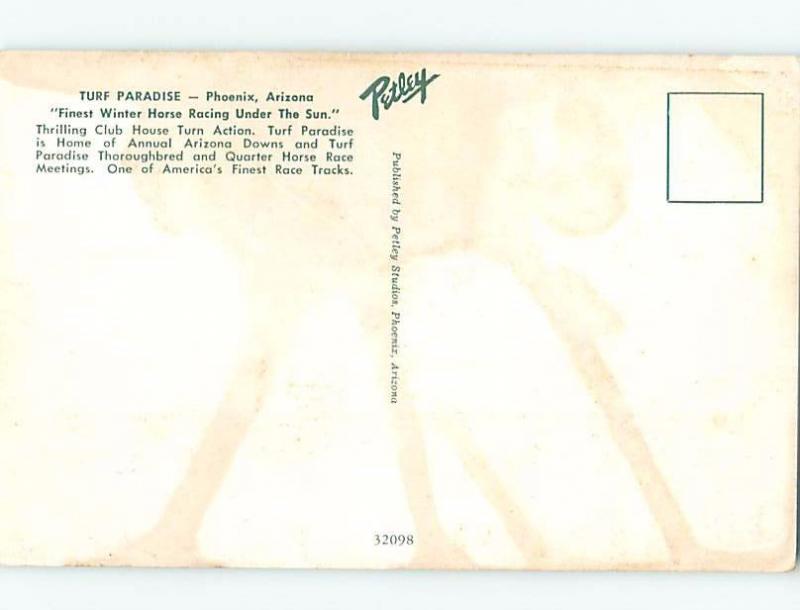 TURF PARADISE — Phoenix, Arizona
"Finest Winter Horse Racing Under The Sun."
Thrilling Club House Turn Action. Turf Paradise
is Home of Annual Arizona Downs and Turf
Paradise Thoroughbred and Quarter Horse Race
Meetings. One of America's Finest Race Tracks.
Petley
Published by Petley Studios, Phoenix, Arizona
32098